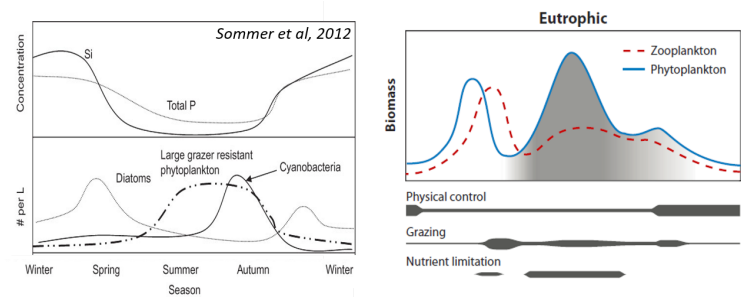 Sommer et al, 2012
Concentration
Si
Total P
# per L
Diatoms
Large grazer resistant
phytoplankton
Cyanobacteria
Winter Spring Summer Autumn Winter
Season
Eutrophic
Biomass
Zooplankton
Phytoplankton
Physical control
Grazing
Nutrient limitation